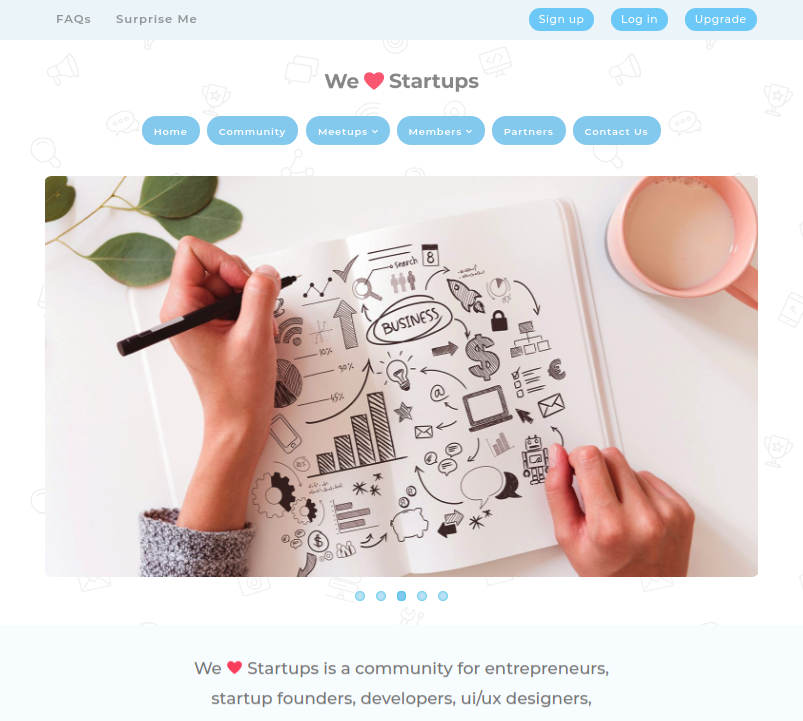 FAQs Surprise Me Sign up Log in Upgrade
We ❤ Startups
Home Community Meetups Members Partners Contact Us
search
8
BUSINESS
10%
30%
45%
@
$
€
We ❤ Startups is a community for entrepreneurs,
startup founders, developers, ui/ux designers,